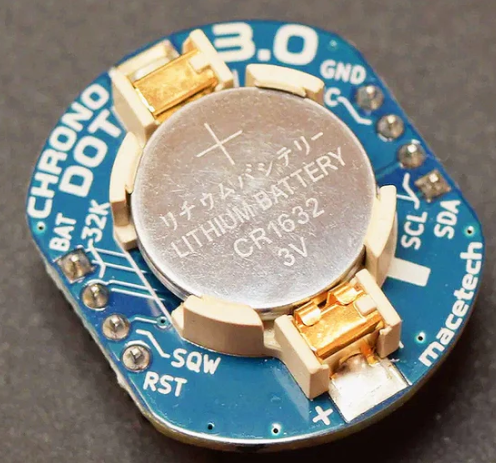 CHRONO
DOT
3.0
GND
C
SCL
SDA
BAT
32K
+
リチウムバッテリー
LITHIUM BATTERY
CR1632
3V
SQW
RST
+
macetech